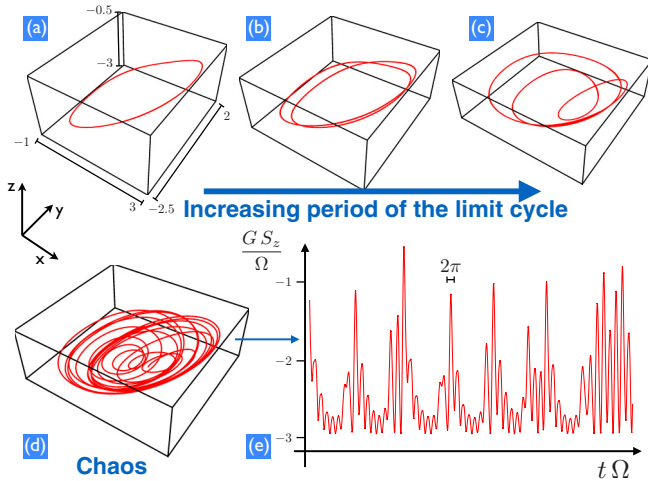 (a)
−0.5
−3
−1
3
−2.5
2
(b)
(c)
z
y
x
Increasing period of the limit cycle
(d)
Chaos
(e)
G S_z
Ω
2π
−1
−2
−3
t Ω